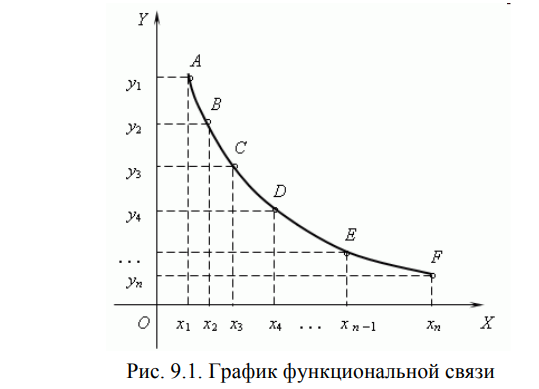 Y
A
y1
B
y2
C
y3
D
y4
E
...
F
yn
O x1 x2 x3 x4 ... x n−1 xn X
Рис. 9.1. График функциональной связи